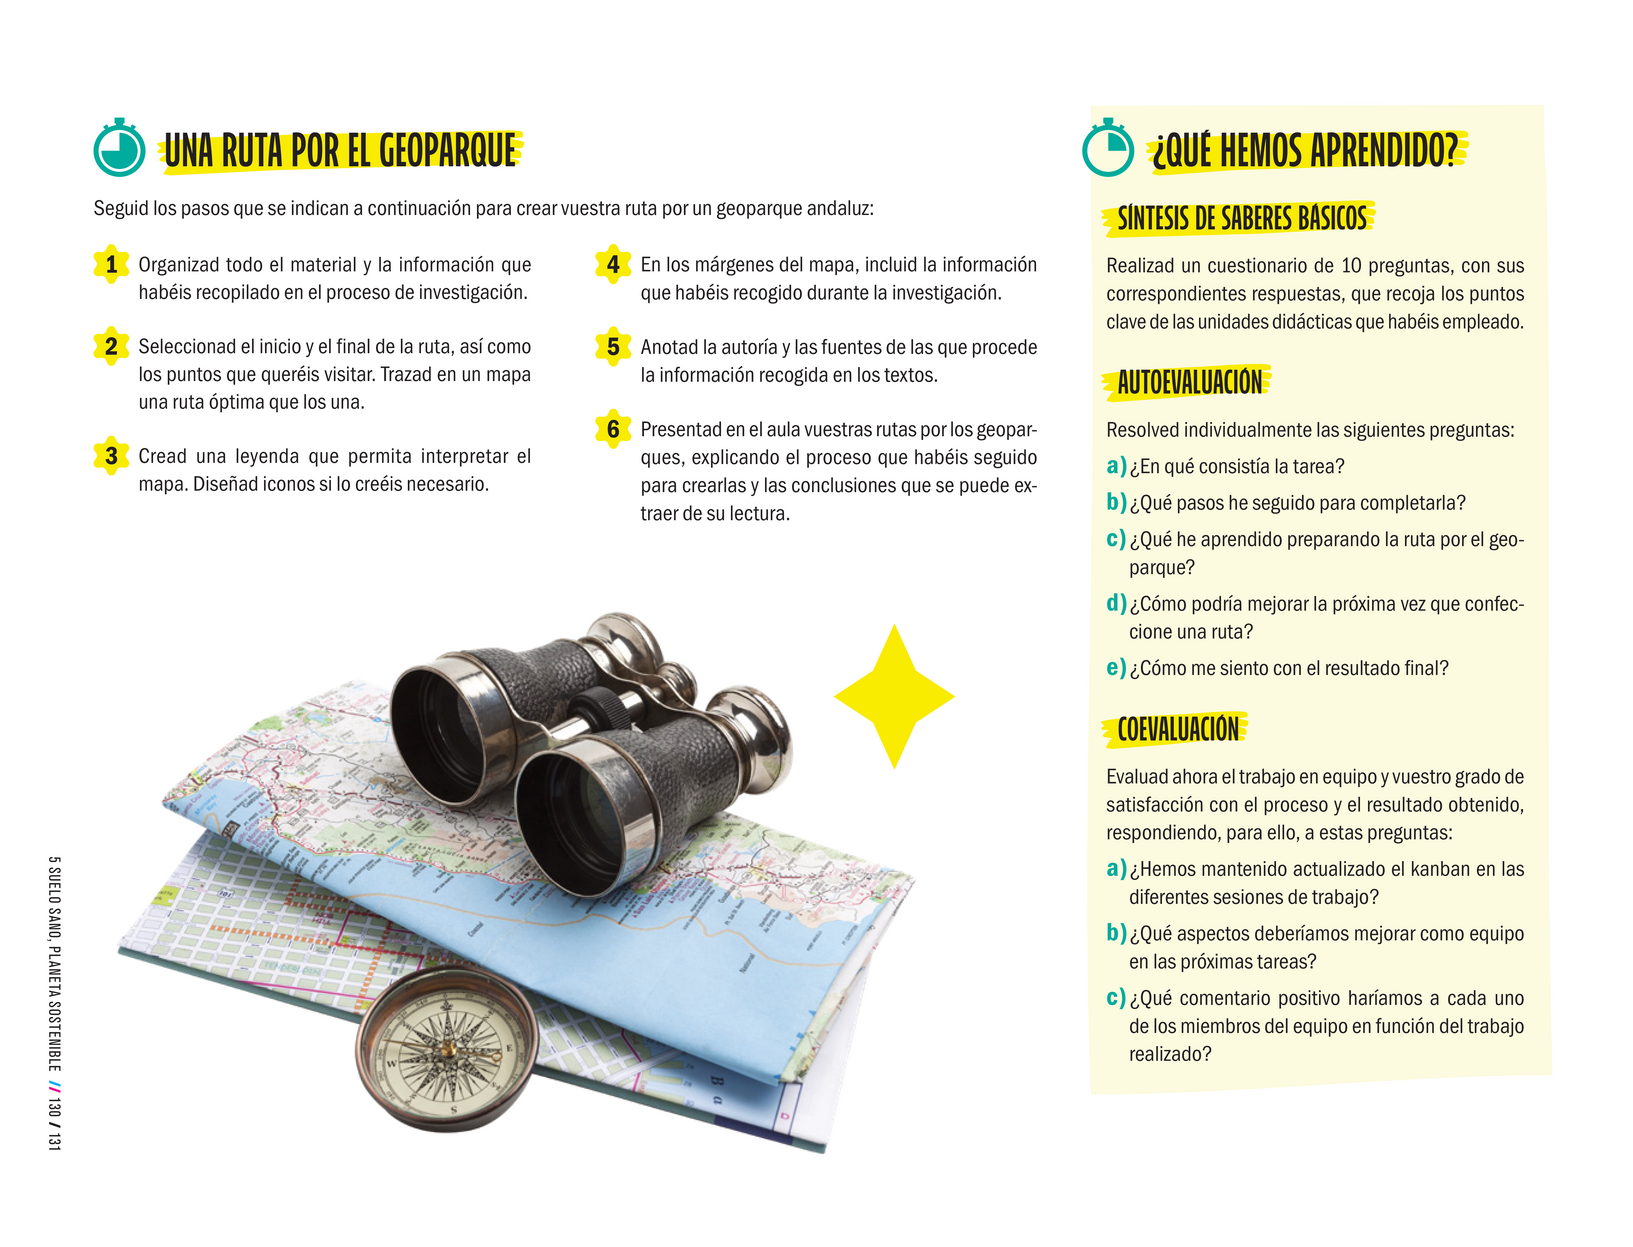 UNA RUTA POR EL GEOPARQUE
Seguid los pasos que se indican a continuación para crear vuestra ruta por un geoparque andaluz:
1 Organizad todo el material y la información que
habéis recopilado en el proceso de investigación.
2 Seleccionad el inicio y el final de la ruta, así como
los puntos que queréis visitar. Trazad en un mapa
una ruta óptima que los una.
3 Cread una leyenda que permita interpretar el
mapa. Diseñad iconos si lo creéis necesario.
4 En los márgenes del mapa, incluid la información
que habéis recogido durante la investigación.
5 Anotad la autoría y las fuentes de las que procede
la información recogida en los textos.
6 Presentad en el aula vuestras rutas por los geopar-
ques, explicando el proceso que habéis seguido
para crearlas y las conclusiones que se puede ex-
traer de su lectura.
¿QUÉ HEMOS APRENDIDO?
SÍNTESIS DE SABERES BÁSICOS
Realizad un cuestionario de 10 preguntas, con sus
correspondientes respuestas, que recoja los puntos
clave de las unidades didácticas que habéis empleado.
AUTOEVALUACIÓN
Resolved individualmente las siguientes preguntas:
a) ¿En qué consistía la tarea?
b) ¿Qué pasos he seguido para completarla?
c) ¿Qué he aprendido preparando la ruta por el geo-
parque?
d) ¿Cómo podría mejorar la próxima vez que confec-
cione una ruta?
e) ¿Cómo me siento con el resultado final?
COEVALUACIÓN
Evaluad ahora el trabajo en equipo y vuestro grado de
satisfacción con el proceso y el resultado obtenido,
respondiendo, para ello, a estas preguntas:
a) ¿Hemos mantenido actualizado el kanban en las
diferentes sesiones de trabajo?
b) ¿Qué aspectos deberíamos mejorar como equipo
en las próximas tareas?
c) ¿Qué comentario positivo haríamos a cada uno
de los miembros del equipo en función del trabajo
realizado?
5 SUELO SANO, PLANETA SOSTENIBLE // 130 / 131
National
E
S
W
B a